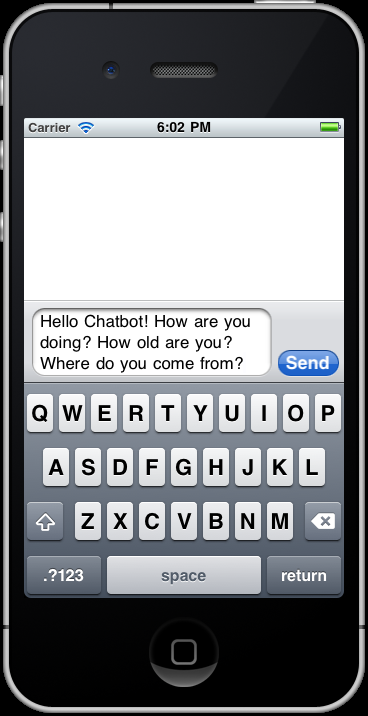 Carrier 6:02 PM
Hello Chatbot! How are you
doing? How old are you?
Where do you come from?
Send
Q W E R T Y U I O P
A S D F G H J K L
Z X C V B N M
.?123 space return